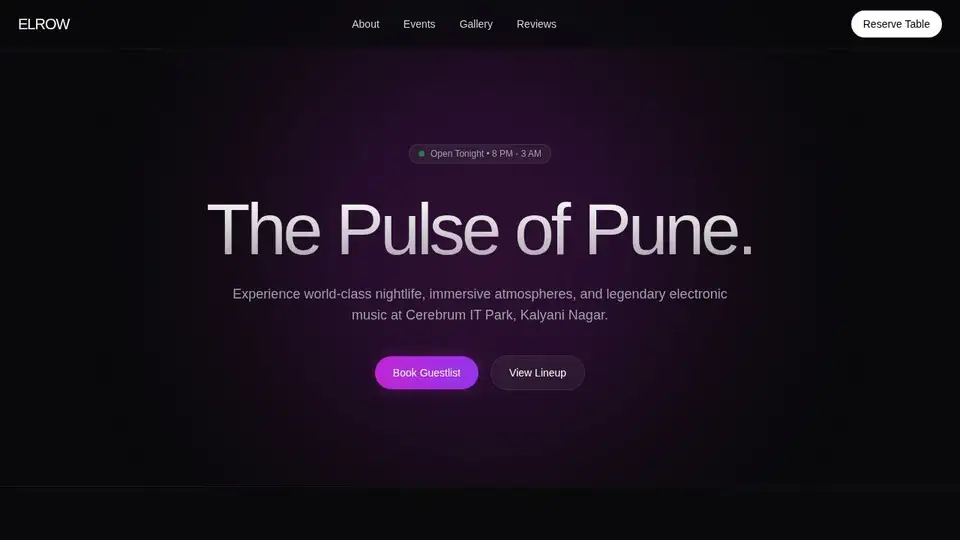 ELROW
About
Events
Gallery
Reviews
Reserve Table
Open Tonight • 8 PM - 3 AM
The Pulse of Pune.
Experience world-class nightlife, immersive atmospheres, and legendary electronic
music at Cerebrum IT Park, Kalyani Nagar.
Book Guestlist
View Lineup